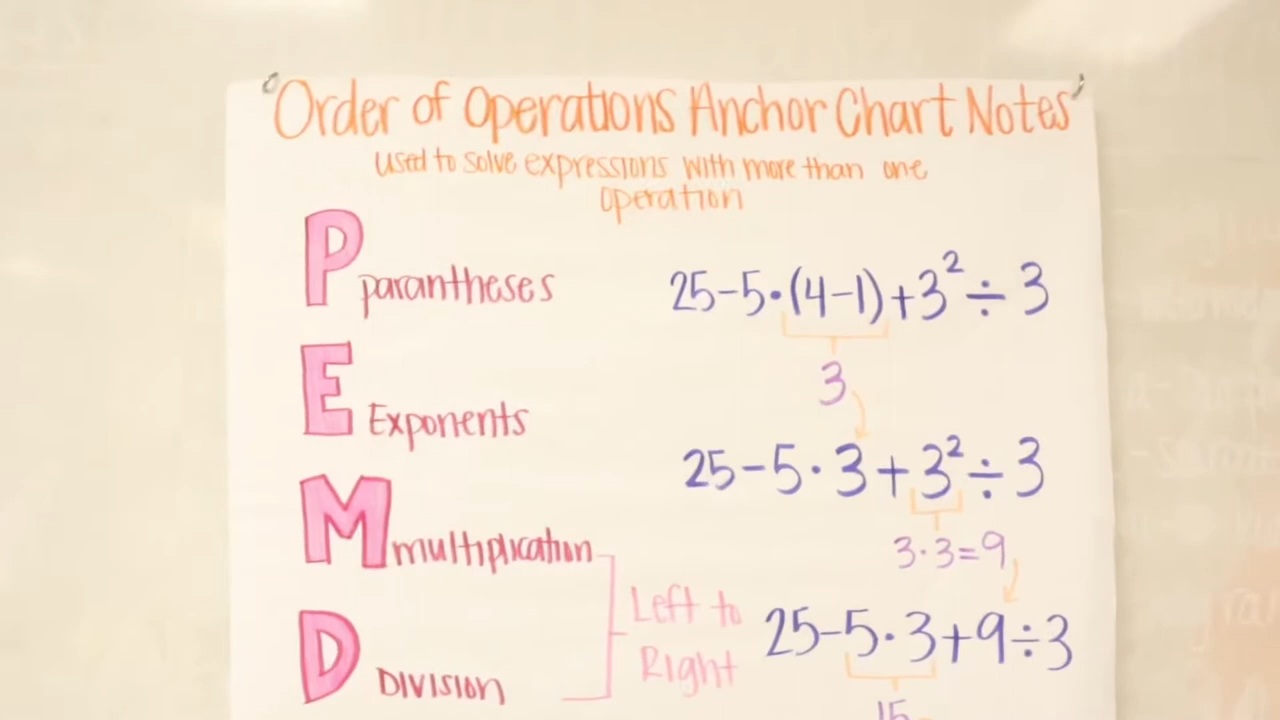 Order of Operations Anchor Chart Notes
used to solve expressions with more than one
operation
P parantheses
25-5·(4-1)+3²÷3
3
E Exponents
25-5·3+3²÷3
3·3=9
M multiplication
Left to
Right
25-5·3+9÷3
D Division
15